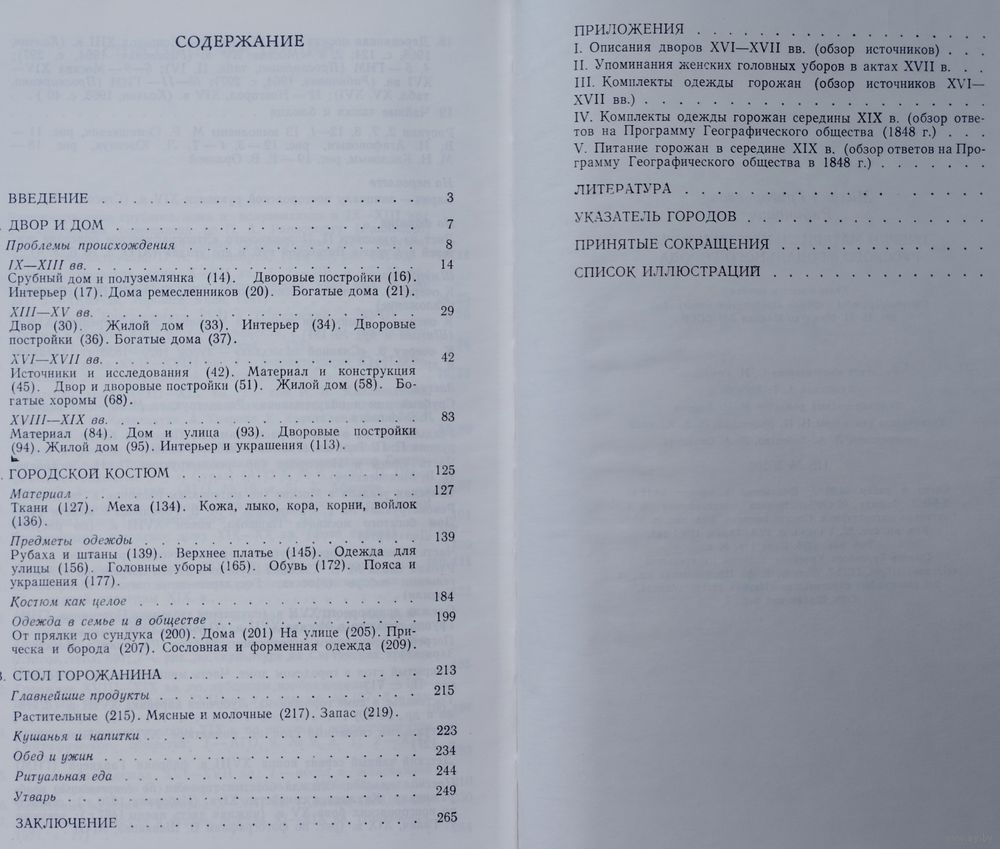 СОДЕРЖАНИЕ
ВВЕДЕНИЕ . . . . . . . . . . . . . . . . . 3
ДВОР И ДОМ . . . . . . . . . . . . . . . . 7
Проблемы происхождения . . . . . . . . . . . . 8
IX—XIII вв. . . . . . . . . . . . . . . . . . 14
Срубный дом и полуземлянка (14). Дворовые постройки (16).
Интерьер (17). Дома ремесленников (20). Богатые дома (21).
XIII—XV вв. . . . . . . . . . . . . . . . . . 29
Двор (30). Жилой дом (33). Интерьер (34). Дворовые
постройки (36). Богатые дома (37).
XVI—XVII вв. . . . . . . . . . . . . . . . . . 42
Источники и исследования (42). Материал и конструкция
(45). Двор и дворовые постройки (51). Жилой дом (58). Бо-
гатые хоромы (68).
XVIII—XIX вв. . . . . . . . . . . . . . . . . 83
Материал (84). Дом и улица (93). Дворовые постройки
(94). Жилой дом (95). Интерьер и украшения (113).
ГОРОДСКОЙ КОСТЮМ . . . . . . . . . . . . . 125
Материал . . . . . . . . . . . . . . . . . . 127
Ткани (127). Меха (134). Кожа, лыко, кора, корни, войлок
(136).
Предметы одежды . . . . . . . . . . . . . . . 139
Рубаха и штаны (139). Верхнее платье (145). Одежда для
улицы (156). Головные уборы (165). Обувь (172). Пояса и
украшения (177).
Костюм как целое . . . . . . . . . . . . . . . 184
Одежда в семье и в обществе . . . . . . . . . . 199
От прялки до сундука (200). Дома (201) На улице (205). При-
ческа и борода (207). Сословная и форменная одежда (209).
3. СТОЛ ГОРОЖАНИНА . . . . . . . . . . . . . 213
Главнейшие продукты . . . . . . . . . . . . . . 215
Растительные (215). Мясные и молочные (217). Запас (219).
Кушанья и напитки . . . . . . . . . . . . . . . 223
Обед и ужин . . . . . . . . . . . . . . . . . 234
Ритуальная еда . . . . . . . . . . . . . . . . 244
Утварь . . . . . . . . . . . . . . . . . . . 249
ЗАКЛЮЧЕНИЕ . . . . . . . . . . . . . . . . 265
ПРИЛОЖЕНИЯ . . . . . . . . . . . . . . . .
I. Описания дворов XVI—XVII вв. (обзор источников) . . .
II. Упоминания женских головных уборов в актах XVII в. . .
III. Комплекты одежды горожан (обзор источников XVI—
XVII вв.) . . . . . . . . . . . . . . . . . .
IV. Комплекты одежды горожан середины XIX в. (обзор отве-
тов на Программу Географического общества (1848 г.) . . .
V. Питание горожан в середине XIX в. (обзор ответов на Про-
грамму Географического общества в 1848 г.) . . . . . . .
ЛИТЕРАТУРА . . . . . . . . . . . . . . . .
УКАЗАТЕЛЬ ГОРОДОВ . . . . . . . . . . . . .
ПРИНЯТЫЕ СОКРАЩЕНИЯ . . . . . . . . . . .
СПИСОК ИЛЛЮСТРАЦИЙ . . . . . . . . . . . .